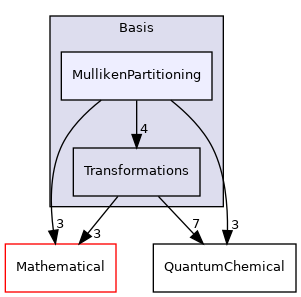 Basis
MullikenPartitioning
4
Transformations
3
3
7
3
Mathematical
QuantumChemical